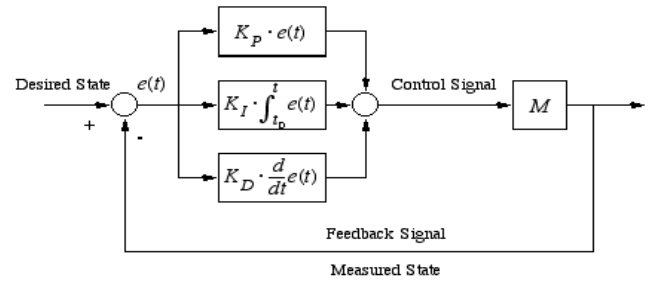 K_P · e(t)
Desired State
e(t)
Control Signal
K_I · ∫_{t_0}^{t} e(t)
M
+
-
K_D · d/dt e(t)
Feedback Signal
Measured State